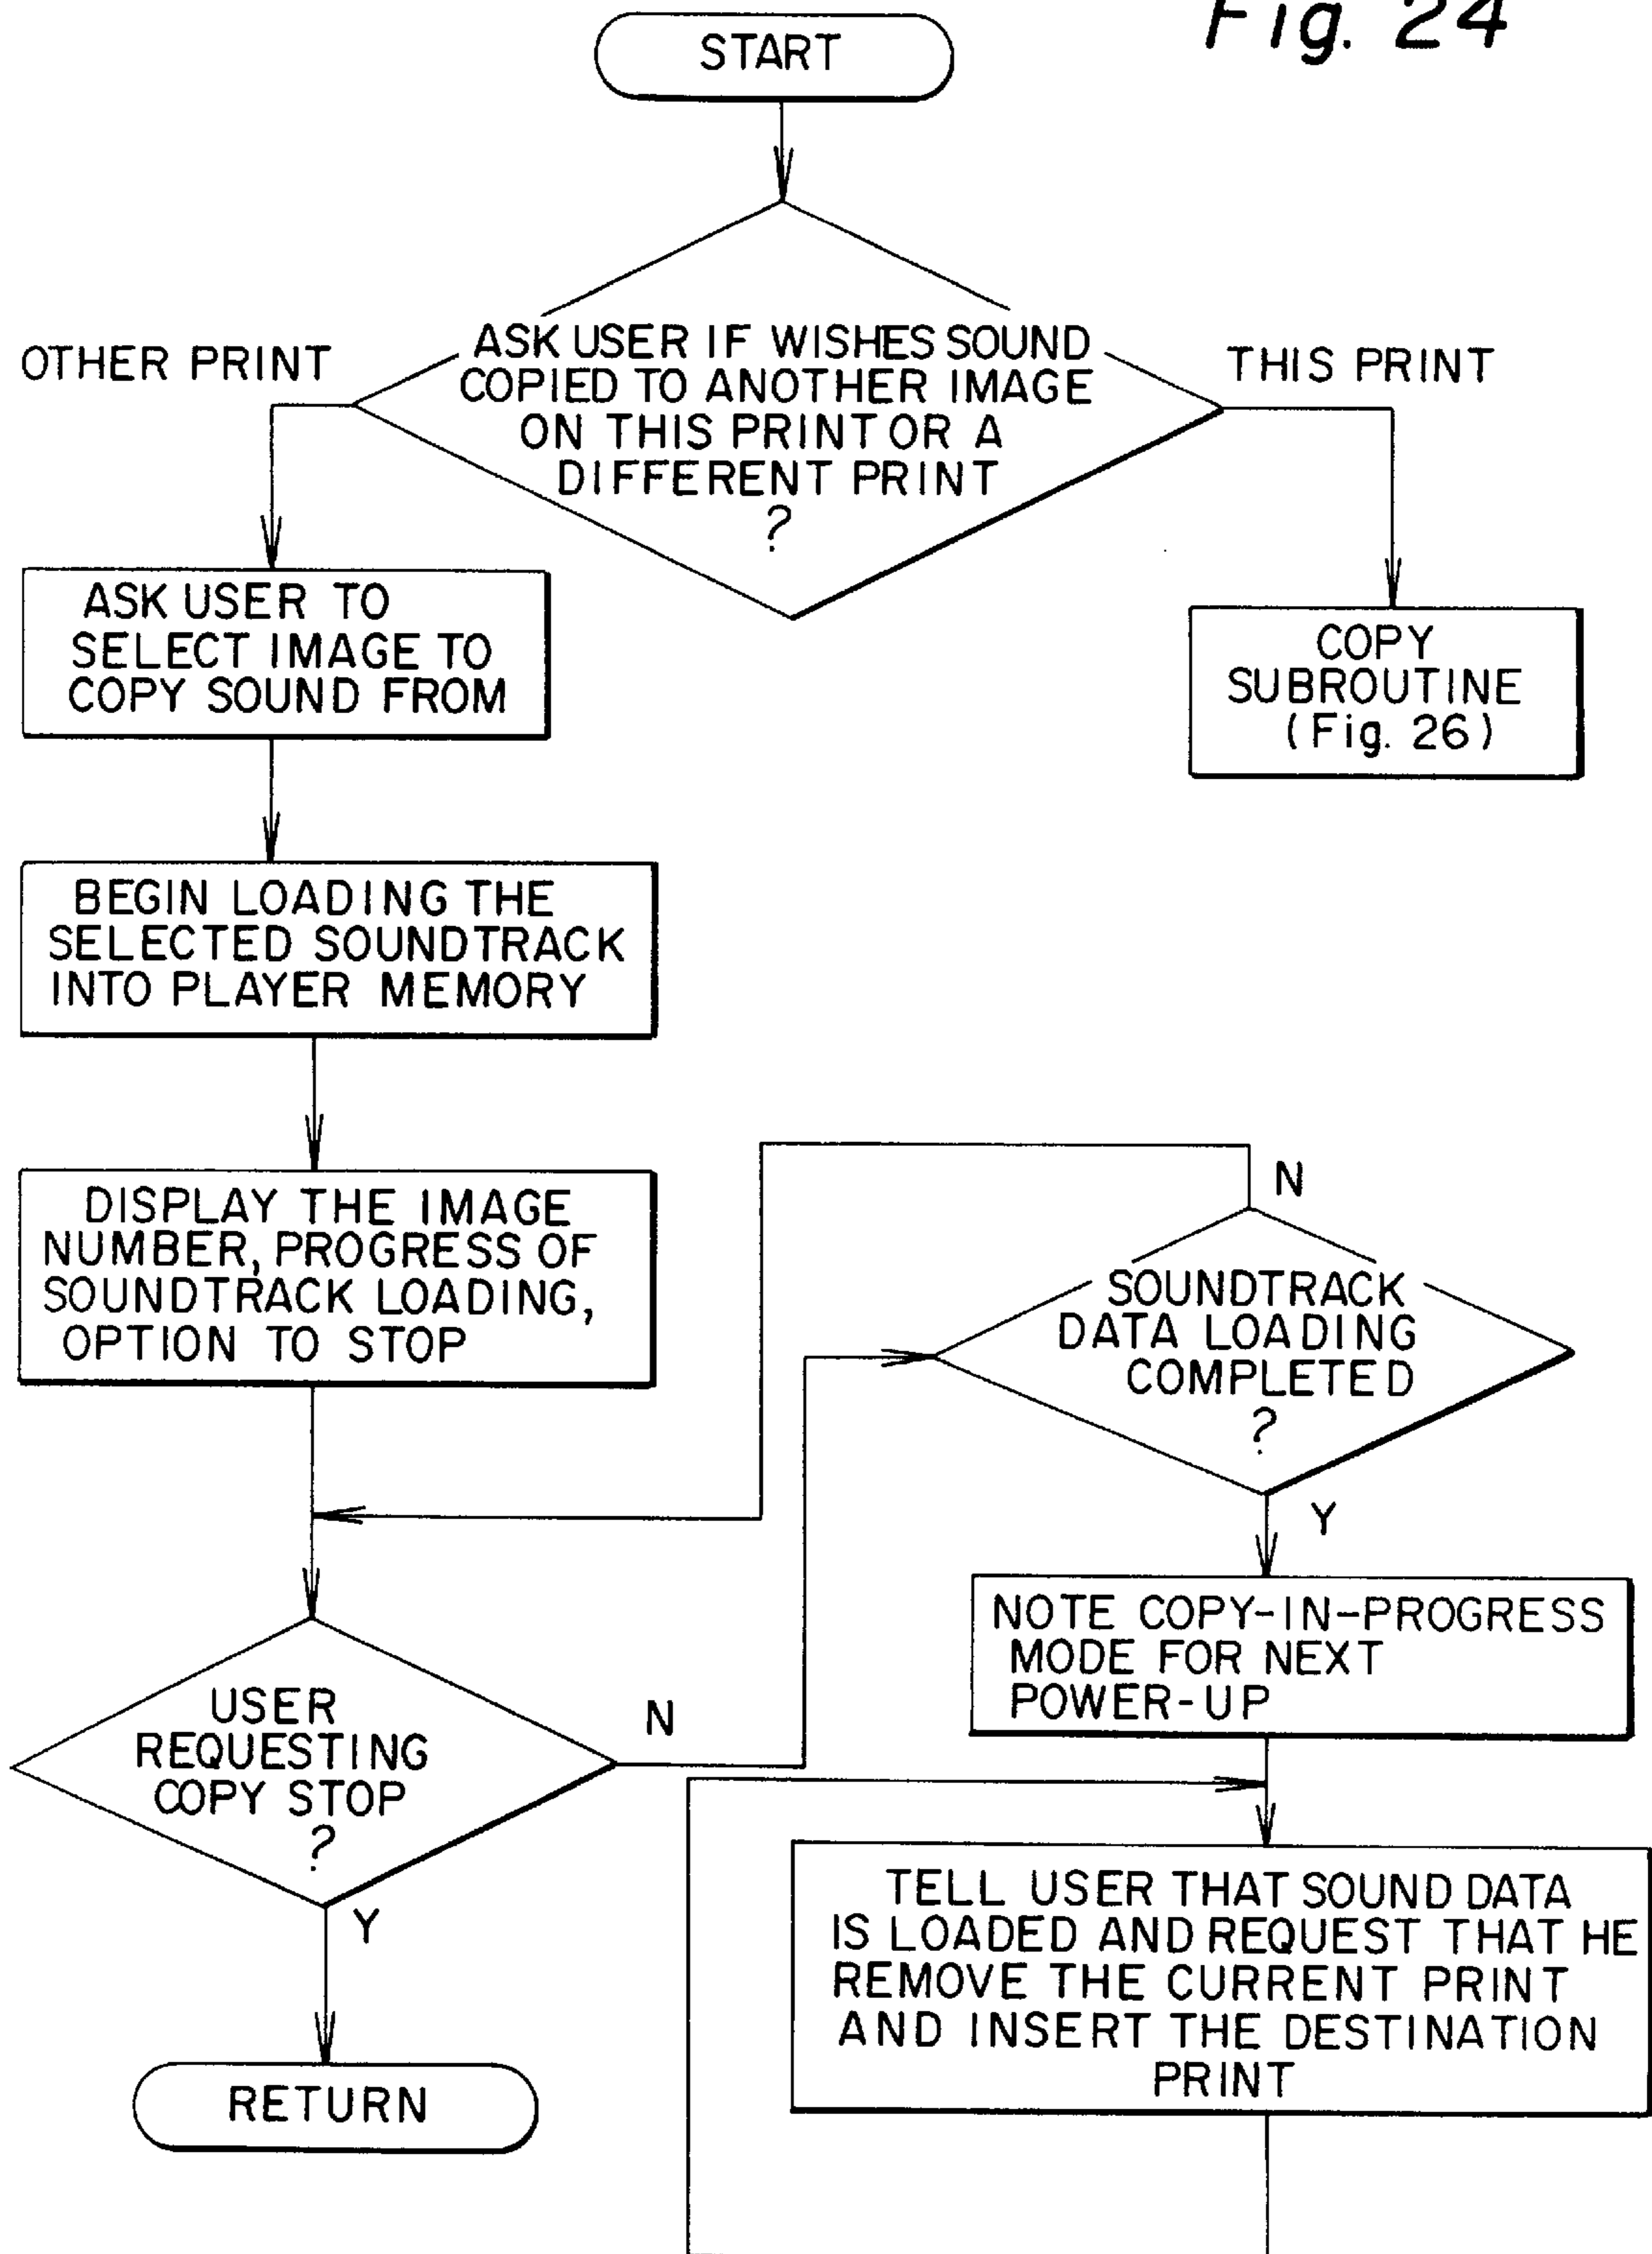 Fig. 24
START
ASK USER IF WISHES SOUND
COPIED TO ANOTHER IMAGE
ON THIS PRINT OR A
DIFFERENT PRINT
?
OTHER PRINT
THIS PRINT
ASK USER TO
SELECT IMAGE TO
COPY SOUND FROM
COPY
SUBROUTINE
(Fig. 26)
BEGIN LOADING THE
SELECTED SOUNDTRACK
INTO PLAYER MEMORY
DISPLAY THE IMAGE
NUMBER, PROGRESS OF
SOUNDTRACK LOADING,
OPTION TO STOP
N
SOUNDTRACK
DATA LOADING
COMPLETED
?
Y
NOTE COPY-IN-PROGRESS
MODE FOR NEXT
POWER-UP
USER
REQUESTING
COPY STOP
?
N
Y
TELL USER THAT SOUND DATA
IS LOADED AND REQUEST THAT HE
REMOVE THE CURRENT PRINT
AND INSERT THE DESTINATION
PRINT
RETURN